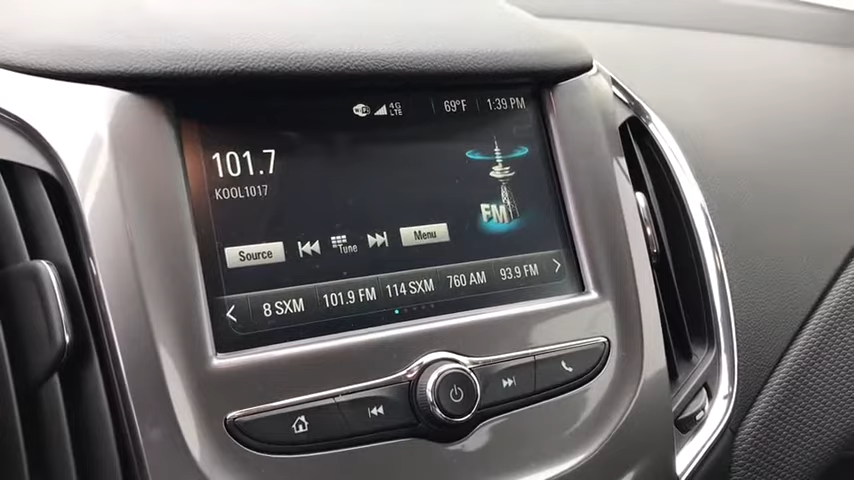 WiFi 4G LTE 69°F 1:39 PM
101.7
KOOL1017
FM
Source Tune Menu
8 SXM 101.9 FM 114 SXM 760 AM 93.9 FM